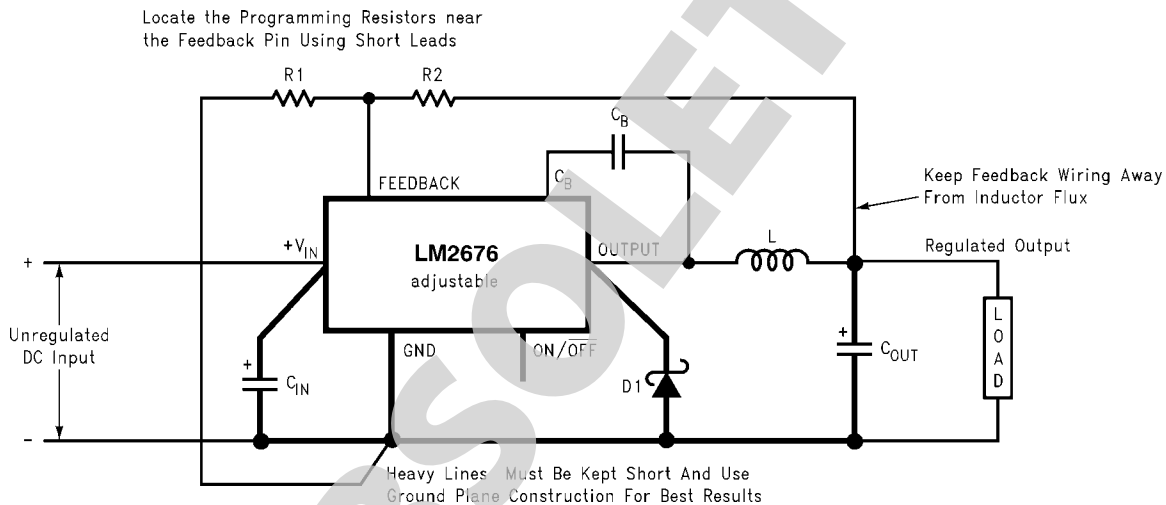 Locate the Programming Resistors near
the Feedback Pin Using Short Leads
R1
R2
C_B
FEEDBACK
C_B
Keep Feedback Wiring Away
From Inductor Flux
+V_IN
LM2676
adjustable
OUTPUT
L
Regulated Output
+
Unregulated
DC Input
-
+
C_IN
GND
ON/OFF
D1
+
C_OUT
LOAD
Heavy Lines Must Be Kept Short And Use
Ground Plane Construction For Best Results
SOLET